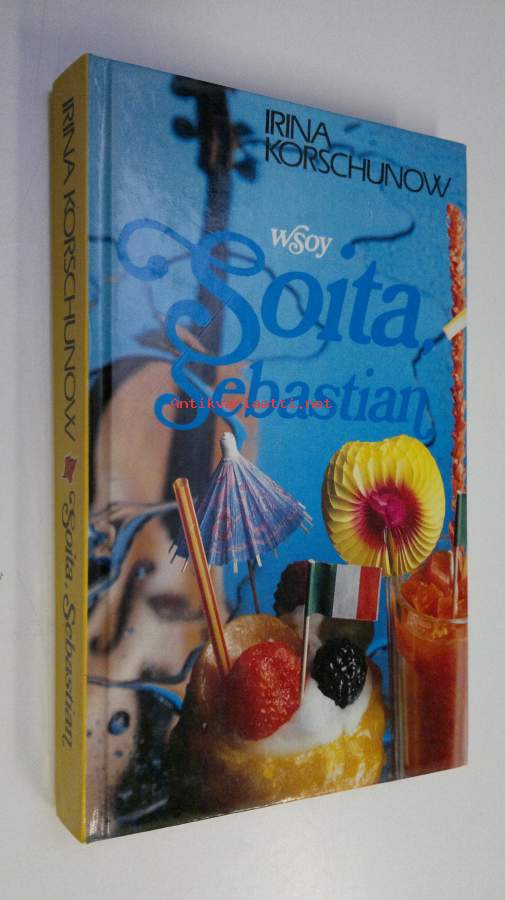 IRINA
KORSCHUNOW
wsoy
Soita,
Sebastian
Antikvariaatti.net
IRINA KORSCHUNOW Soita, Sebastian